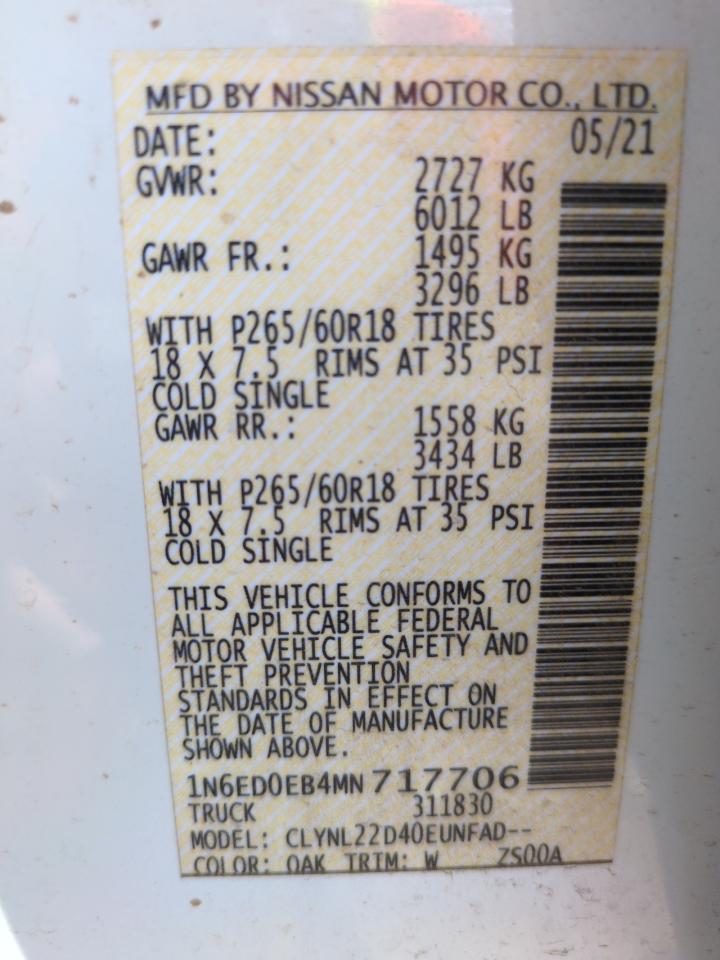 MFD BY NISSAN MOTOR CO., LTD.
DATE: 05/21
GVWR: 2727 KG
6012 LB
GAWR FR.: 1495 KG
3296 LB
WITH P265/60R18 TIRES
18 X 7.5 RIMS AT 35 PSI
COLD SINGLE
GAWR RR.: 1558 KG
3434 LB
WITH P265/60R18 TIRES
18 X 7.5 RIMS AT 35 PSI
COLD SINGLE
THIS VEHICLE CONFORMS TO
ALL APPLICABLE FEDERAL
MOTOR VEHICLE SAFETY AND
THEFT PREVENTION
STANDARDS IN EFFECT ON
THE DATE OF MANUFACTURE
SHOWN ABOVE.
1N6ED0EB4MN717706
TRUCK 311830
MODEL: CLYNL22D40EUNFAD--
COLOR: QAK TRIM: W ZS00A